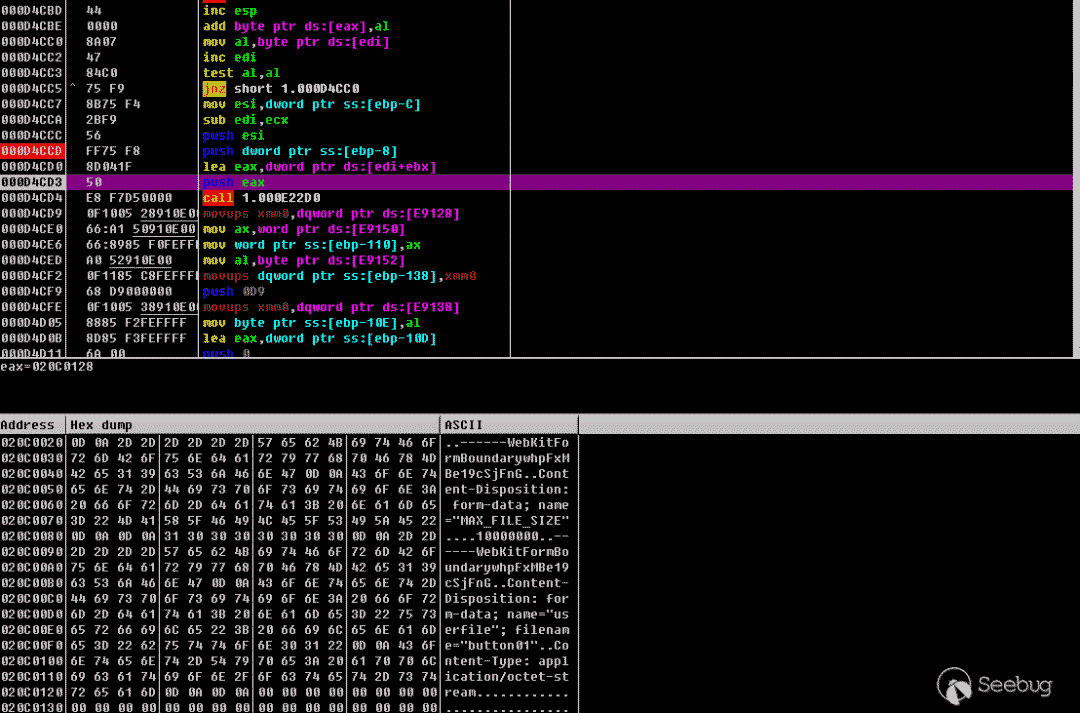 000D4CBD 44 inc esp
000D4CBE 0000 add byte ptr ds:[eax],al
000D4CC0 8A07 mov al,byte ptr ds:[edi]
000D4CC2 47 inc edi
000D4CC3 84C0 test al,al
000D4CC5 ^ 75 F9 jnz short 1.000D4CC0
000D4CC7 8B75 F4 mov esi,dword ptr ss:[ebp-C]
000D4CCA 2BF9 sub edi,ecx
000D4CCC 56 push esi
000D4CCD FF75 F8 push dword ptr ss:[ebp-8]
000D4CD0 8D041F lea eax,dword ptr ds:[edi+ebx]
000D4CD3 50 push eax
000D4CD4 E8 F7D50000 call 1.000E22D0
000D4CD9 0F1005 28910E00 movups xmm0,dqword ptr ds:[E9128]
000D4CE0 66:A1 50910E00 mov ax,word ptr ds:[E9150]
000D4CE6 66:8985 F0FEFFF mov word ptr ss:[ebp-110],ax
000D4CED A0 52910E00 mov al,byte ptr ds:[E9152]
000D4CF2 0F1185 C8FEFFFF movups dqword ptr ss:[ebp-138],xmm0
000D4CF9 68 D9000000 push 0D9
000D4CFE 0F1005 38910E00 movups xmm0,dqword ptr ds:[E9138]
000D4D05 8885 F2FEFFFF mov byte ptr ss:[ebp-10E],al
000D4D0B 8D85 F3FEFFFF lea eax,dword ptr ss:[ebp-10D]
000D4D11 6A 00 push 0
eax=020C0128
Address Hex dump ASCII
020C0020 0D 0A 2D 2D 2D 2D 2D 2D 57 65 62 4B 69 74 46 6F ..------WebKitFo
020C0030 72 6D 42 6F 75 6E 64 61 72 79 77 68 70 46 78 4D rmBoundarywhpFxM
020C0040 42 65 31 39 63 53 6A 46 6E 47 0D 0A 43 6F 6E 74 Be19cSjFnG..Cont
020C0050 65 6E 74 2D 44 69 73 70 6F 73 69 74 69 6F 6E 3A ent-Disposition:
020C0060 20 66 6F 72 6D 2D 64 61 74 61 3B 20 6E 61 6D 65 form-data; name
020C0070 3D 22 4D 41 58 5F 46 49 4C 45 5F 53 49 5A 45 22 ="MAX_FILE_SIZE"
020C0080 0D 0A 0D 0A 31 30 30 30 30 30 30 30 0D 0A 2D 2D ....10000000..--
020C0090 2D 2D 2D 2D 57 65 62 4B 69 74 46 6F 72 6D 42 6F ----WebKitFormBo
020C00A0 75 6E 64 61 72 79 77 68 70 46 78 4D 42 65 31 39 undarywhpFxMBe19
020C00B0 63 53 6A 46 6E 47 0D 0A 43 6F 6E 74 65 6E 74 2D cSjFnG..Content-
020C00C0 44 69 73 70 6F 73 69 74 69 6F 6E 3A 20 66 6F 72 Disposition: for
020C00D0 6D 2D 64 61 74 61 3B 20 6E 61 6D 65 3D 22 75 73 m-data; name="us
020C00E0 65 72 66 69 6C 65 22 3B 20 66 69 6C 65 6E 61 6D erfile"; filenam
020C00F0 65 3D 22 62 75 74 74 6F 6E 30 31 22 0D 0A 43 6F e="button01"..Co
020C0100 6E 74 65 6E 74 2D 54 79 70 65 3A 20 61 70 70 6C ntent-Type: appl
020C0110 69 63 61 74 69 6F 6E 2F 6F 63 74 65 74 2D 73 74 ication/octet-st
020C0120 72 65 61 6D 0D 0A 0D 0A 00 00 00 00 00 00 00 00 ream............
020C0130 00 00 00 00 00 00 00 00 00 00 00 00 00 00 00 00 ................
Seebug